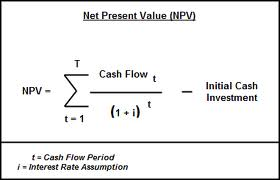 Net Present Value (NPV)
NPV = T ∑ t = 1 Cash Flow t / (1 + i) t − Initial Cash Investment
t = Cash Flow Period
i = Interest Rate Assumption